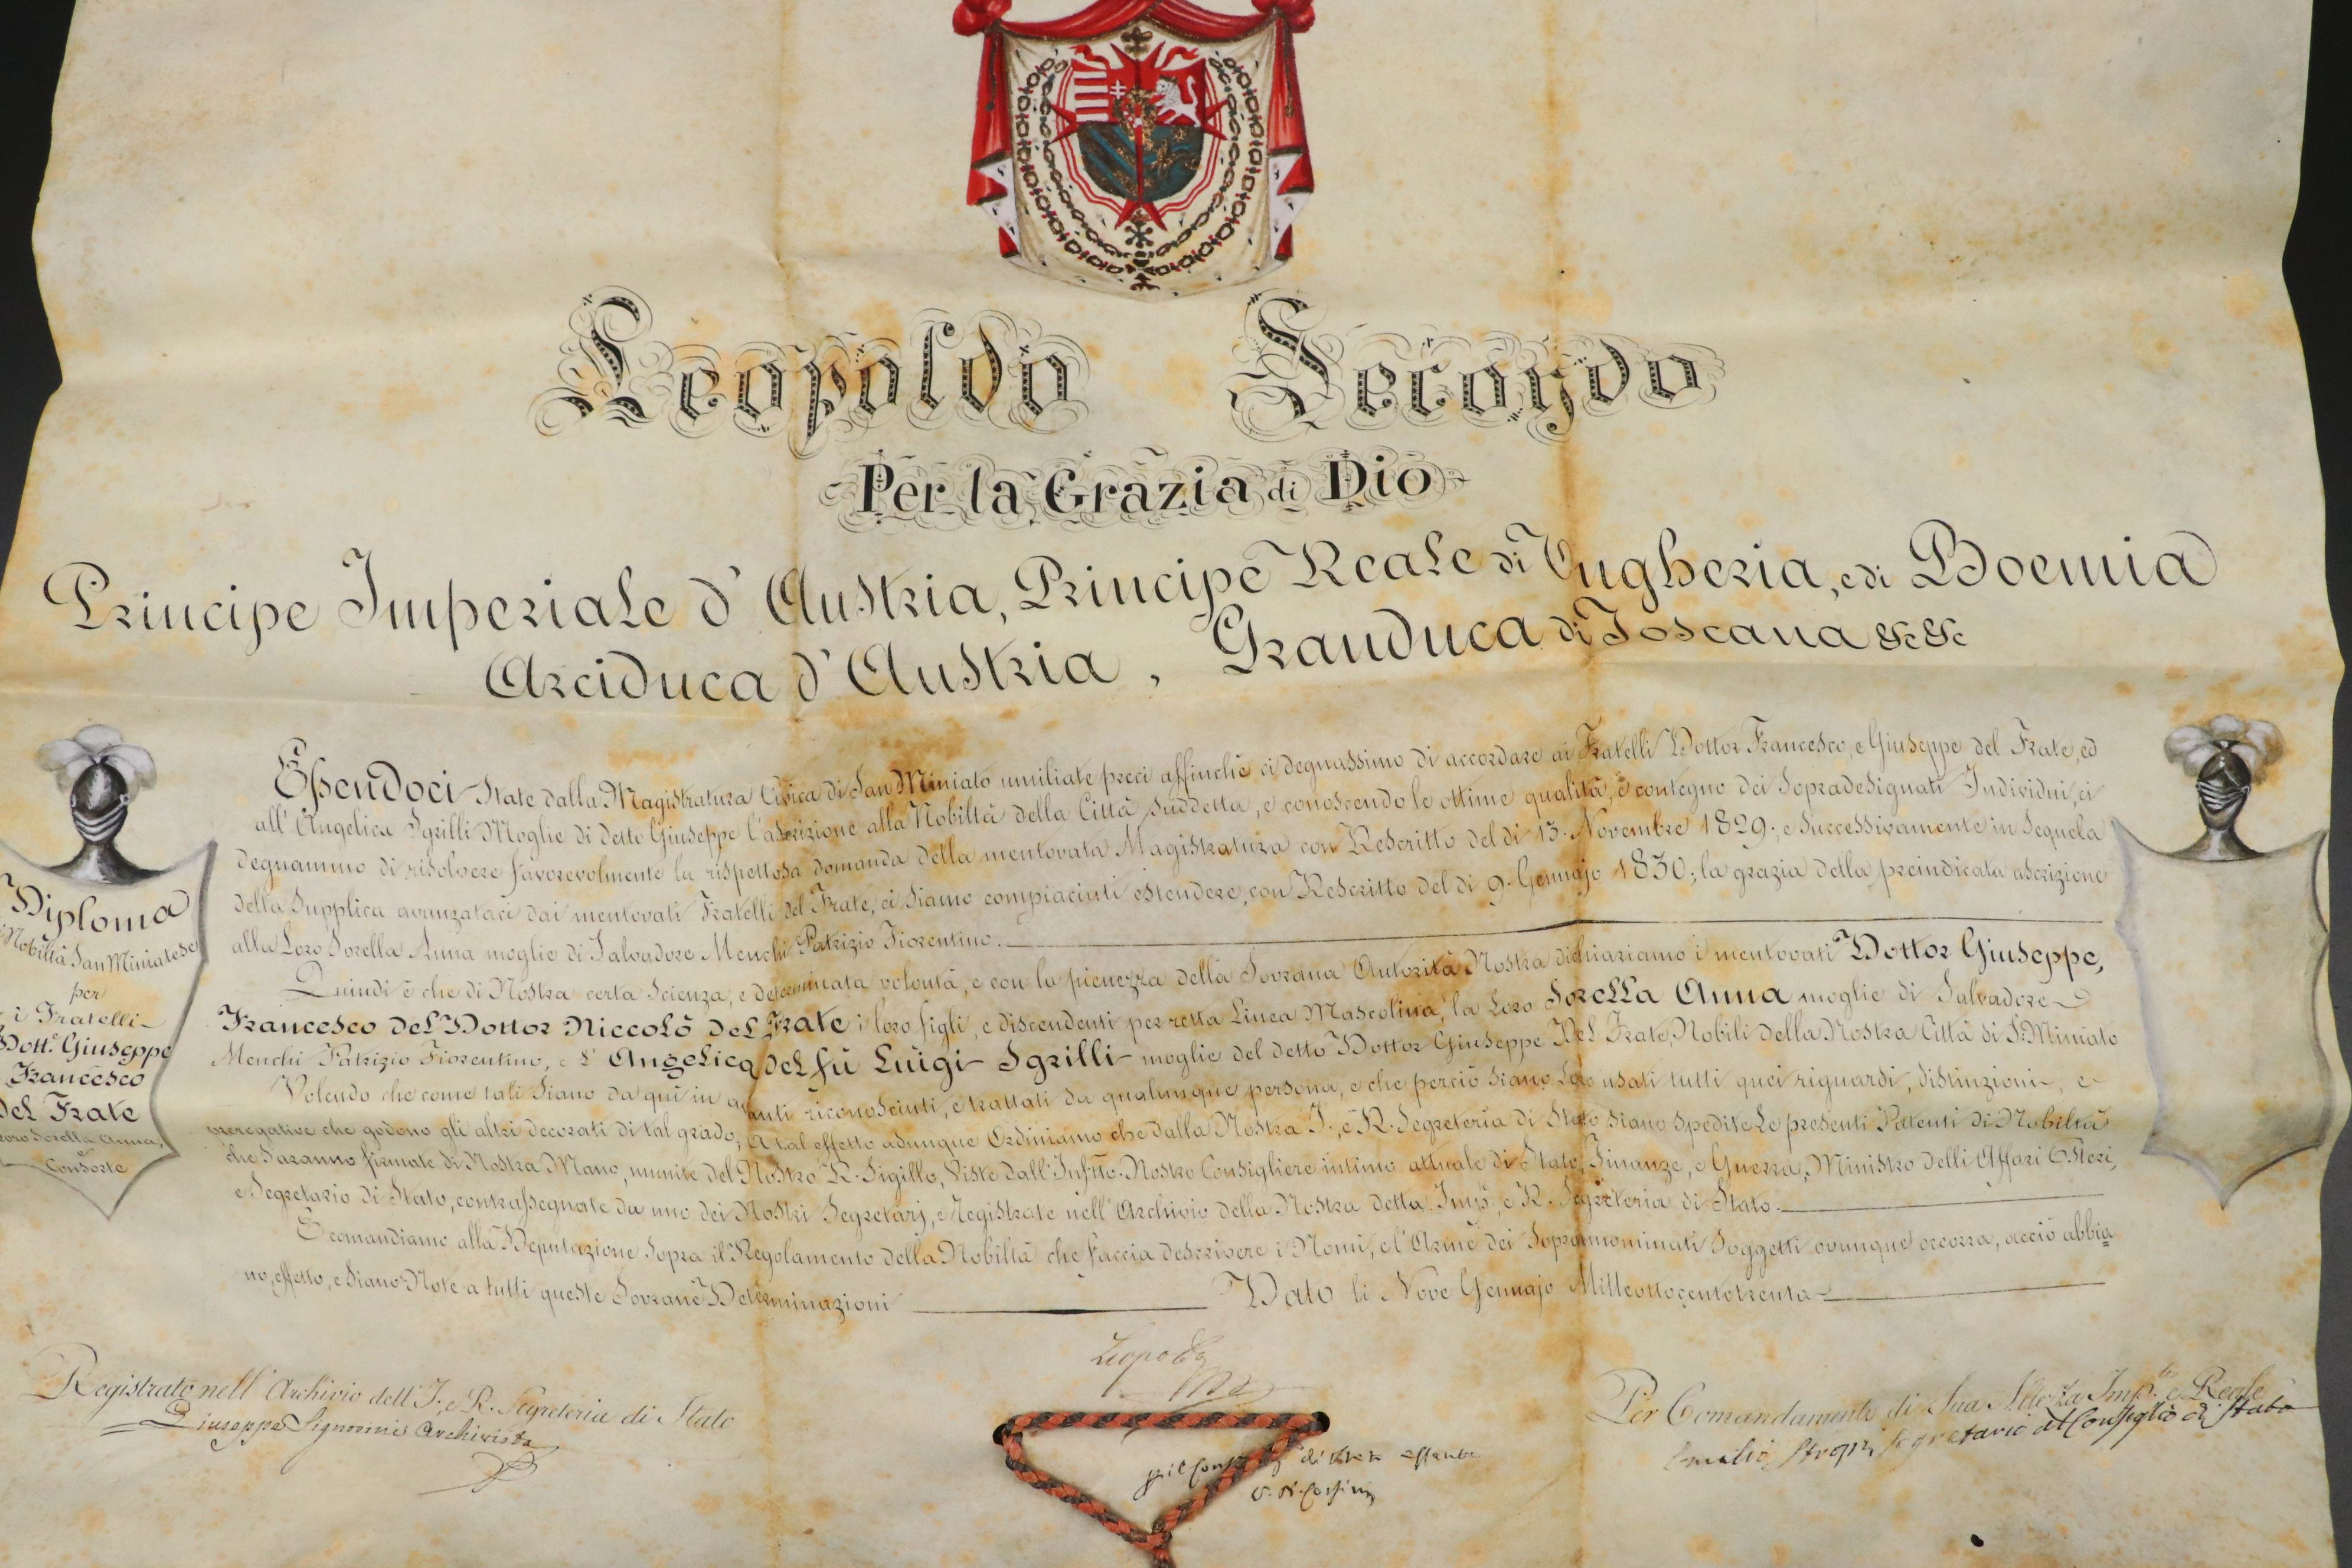 Leopoldo Secondo
Per la Grazia di Dio
Principe Imperiale d'Austria, Principe Reale di Ungheria, e di Boemia
Arciduca d'Austria, Granduca di Toscana &c &c
Essendoci State dalla Magistratura Civica di San Miniato umiliate preci affinchè ci degnassimo di accordare ai Fratelli Dottor Francesco, e Giuseppe del Frate, ed
all'Angelica Sgrilli Moglie di detto Giuseppe l'ascrizione alla Nobiltà della Città suddetta, e conoscendo le ottime qualità, e contegno dei Sopradesignati Individui, ci
degnammo di risolvere favorevolmente la rispettosa domanda della mentovata Magistratura con Rescritto del dì 13. Novembre 1829. e Successivamente in Sequela
della Supplica avanzataci dai mentovati Fratelli del Frate, ci siamo compiaciuti estendere, con Rescritto del dì 9. Gennajo 1830; la grazia della preindicata ascrizione
alla Loro Sorella Anna moglie di Salvadore Menchi Patrizio Fiorentino.
Quindi è che di Nostra certa Scienza, e determinata volontà, e con la pienezza della Sovrana Autorità Nostra dichiariamo i mentovati Dottor Giuseppe,
Francesco del Dottor Niccolò del Frate i loro figli, e discendenti per retta Linea Mascolina, la Loro Sorella Anna moglie di Salvadore
Menchi Patrizio Fiorentino, e l'Angelica del fù Luigi Sgrilli moglie del detto Dottor Giuseppe Del Frate, Nobili della Nostra Città di S. Miniato
Volendo che come tali Siano da quì in avanti riconosciuti, e trattati da qualunque persona, e che perciò siano Loro usati tutti quei riguardi, distinzioni, e
preregative che godono gli altri decorati di tal grado; A tal effetto adunque Ordiniamo che dalla Nostra I., e R. Segreteria di Stato siano Spedite Le presenti Patenti di Nobiltà
che Saranno firmate di Nostra Mano, munite del Nostro R. Sigillo, Viste dall' Nostro Consigliere intimo attuale di Stato, Finanze, e Guerra, Ministro delli Affari Esteri,
e Segretario di Stato, contrassegnate da uno dei Nostri Segretarj, e Registrate nell'Archivio della Nostra detta Imp. e R. Segreteria di Stato.
E comandiamo alla Deputazione Sopra il Regolamento della Nobiltà che faccia descrivere i Nomi, e l'Arme dei Soprannominati Soggetti ovunque occorra, acciò abbia=
no, effetto, e Siano Note a tutti queste Sovrane Determinazioni Dato li Nove Gennajo Milleottocentotrenta
Diploma
Nobiltà San Miniatese
per
i Fratelli
Dott. Giuseppe
Francesco
Del Frate
Loro Sorella Anna,
Consorte
Leopoldo
Registrato nell'Archivio dell'I., e R. Segreteria di Stato
Giuseppe Archivista
Per Comandamento di Sua Altezza Imp. e Reale
Segretario del Consiglio di Stato